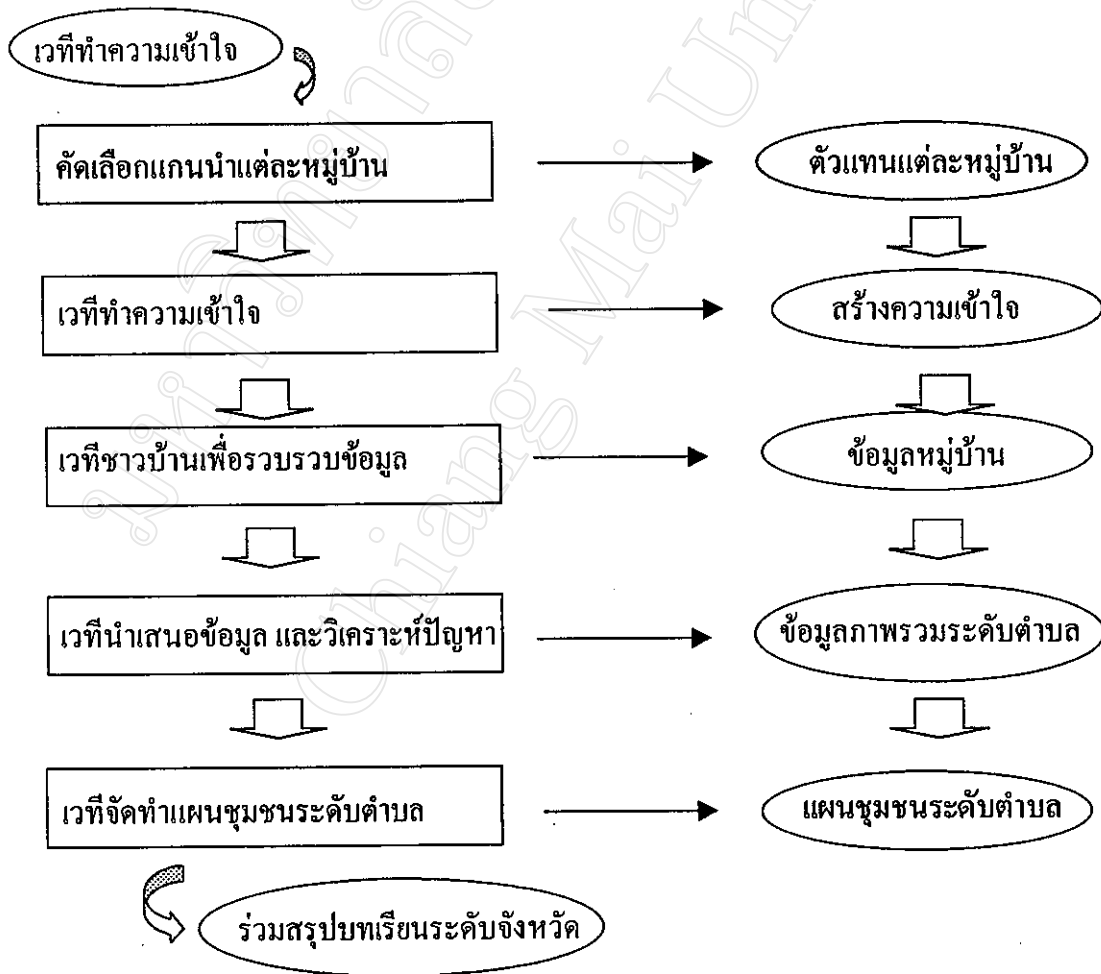 เวทีทำความเข้าใจ
คัดเลือกแกนนำแต่ละหมู่บ้าน
ตัวแทนแต่ละหมู่บ้าน
เวทีทำความเข้าใจ
สร้างความเข้าใจ
เวทีชาวบ้านเพื่อรวบรวบข้อมูล
ข้อมูลหมู่บ้าน
เวทีนำเสนอข้อมูล และวิเคราะห์ปัญหา
ข้อมูลภาพรวมระดับตำบล
เวทีจัดทำแผนชุมชนระดับตำบล
แผนชุมชนระดับตำบล
ร่วมสรุปบทเรียนระดับจังหวัด
Chiang Mai Uni